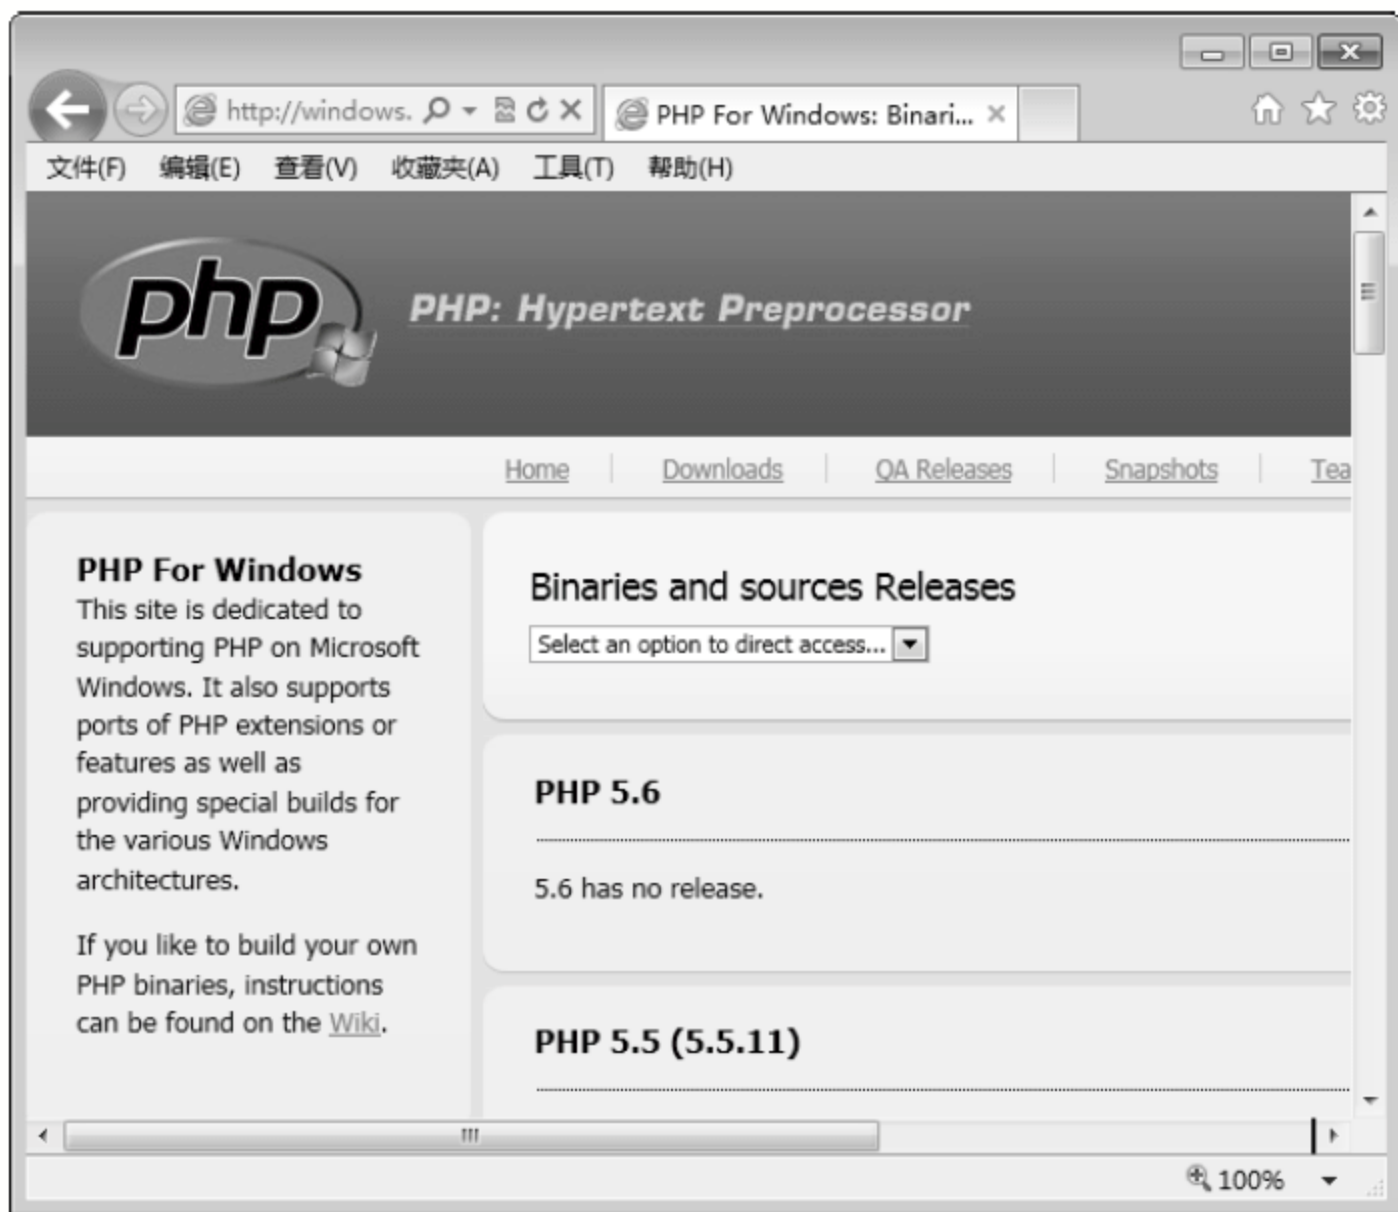 http://windows.
PHP For Windows: Binari...
文件(F) 编辑(E) 查看(V) 收藏夹(A) 工具(T) 帮助(H)
php
PHP: Hypertext Preprocessor
Home Downloads QA Releases Snapshots Tea
PHP For Windows
This site is dedicated to
supporting PHP on Microsoft
Windows. It also supports
ports of PHP extensions or
features as well as
providing special builds for
the various Windows
architectures.
If you like to build your own
PHP binaries, instructions
can be found on the Wiki.
Binaries and sources Releases
Select an option to direct access...
PHP 5.6
5.6 has no release.
PHP 5.5 (5.5.11)
100%